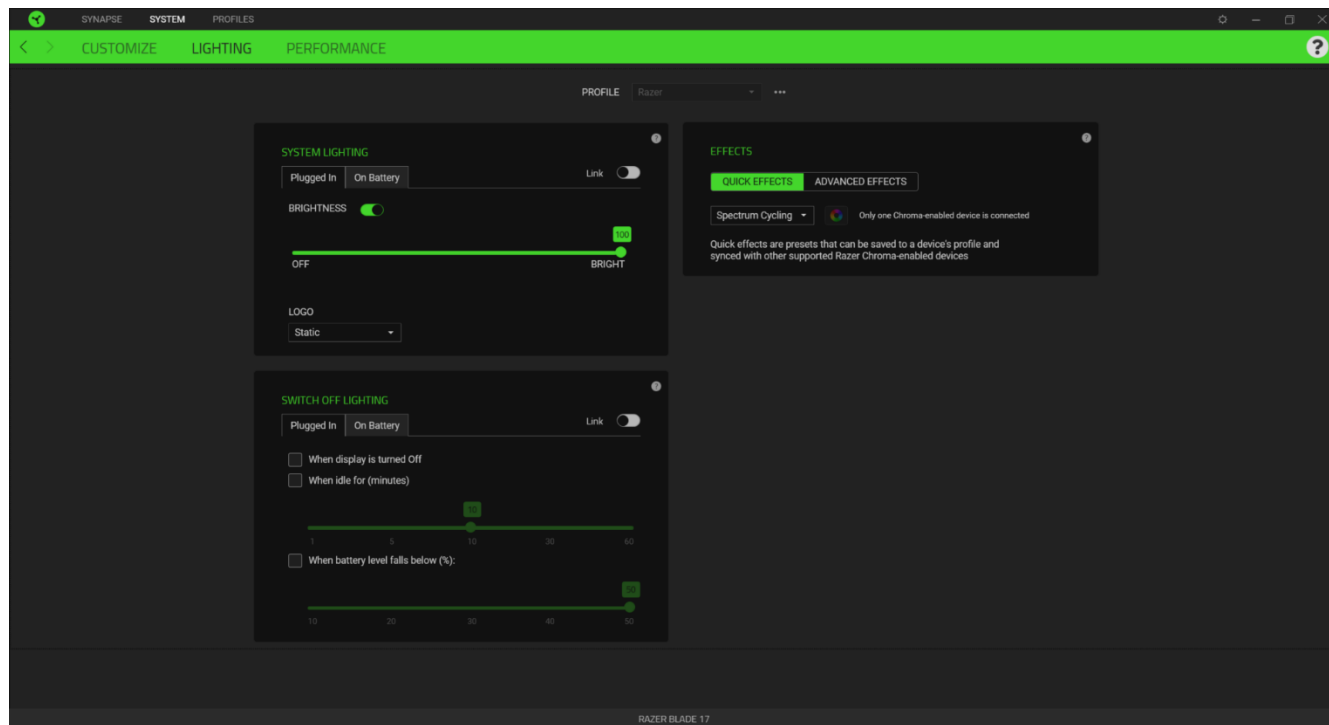 SYNAPSE SYSTEM PROFILES
CUSTOMIZE LIGHTING PERFORMANCE
?
PROFILE Razer
SYSTEM LIGHTING
?
Plugged In On Battery
Link
BRIGHTNESS
100
OFF BRIGHT
LOGO
Static
EFFECTS
?
QUICK EFFECTS ADVANCED EFFECTS
Spectrum Cycling Only one Chroma-enabled device is connected
Quick effects are presets that can be saved to a device's profile and
synced with other supported Razer Chroma-enabled devices
SWITCH OFF LIGHTING
?
Plugged In On Battery
Link
When display is turned Off
When idle for (minutes)
10
1 5 10 30 60
When battery level falls below (%):
50
10 20 30 40 50
RAZER BLADE 17